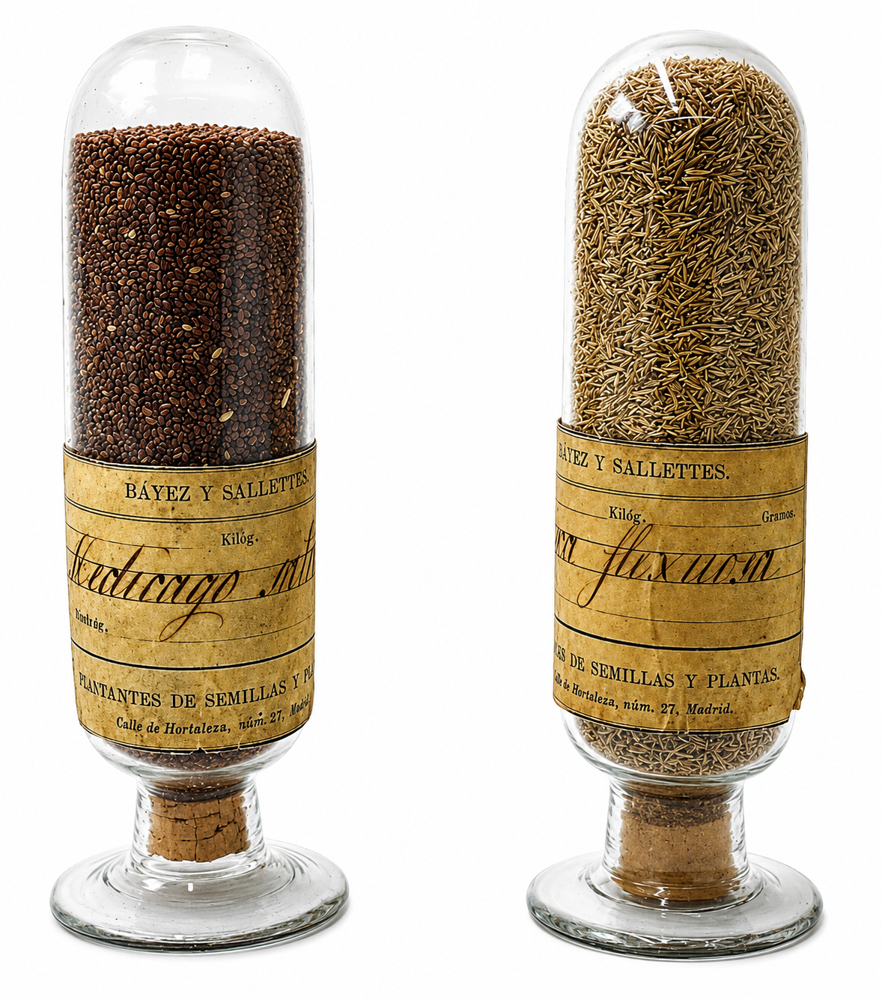 BÁYEZ Y SALLETTES.
Kilóg.
Medicago
PLANTANTES DE SEMILLAS Y
Calle de Hortaleza, núm. 27, Madrid.
BÁYEZ Y SALLETTES.
Kilóg. Gramos.
flexuosa
DE SEMILLAS Y PLANTAS.
de Hortaleza, núm. 27, Madrid.